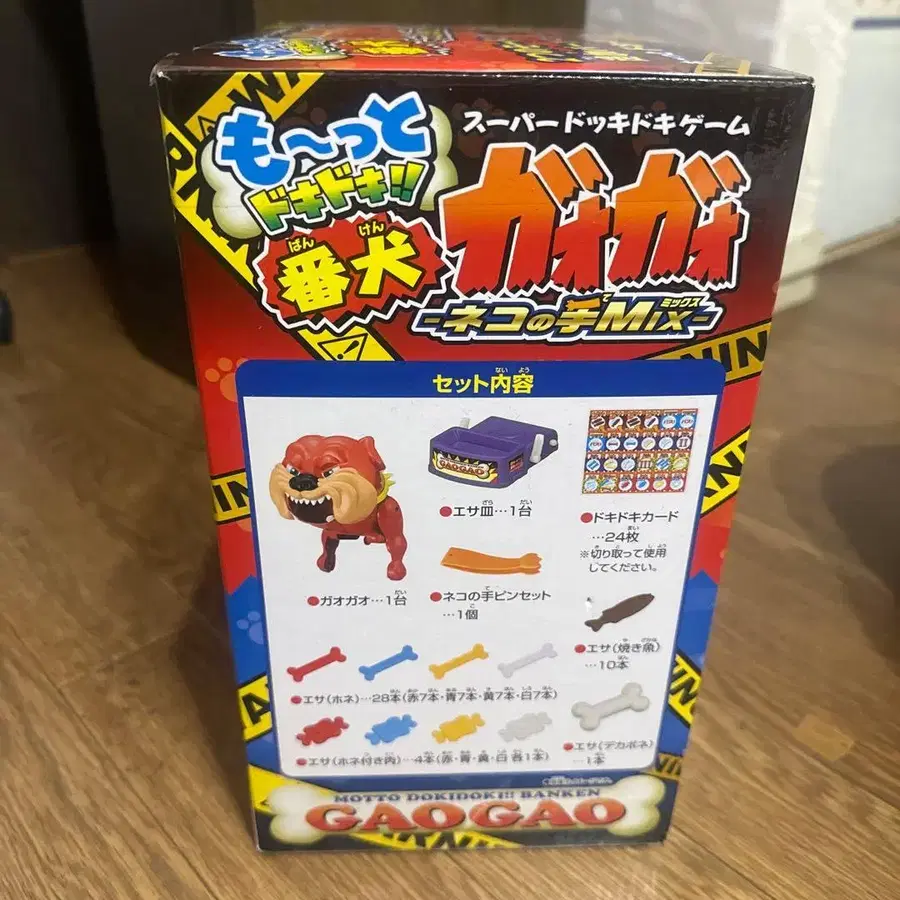 も〜っと
ドキドキ!!
スーパードッキドキゲーム
ばん けん
番犬
ガオガオ
ミックス
て
-ネコの手MIX-
NIN
ない よう
セット内容
GAOGAO
ざら だい
●エサ皿…1台
●ドキドキカード
まい
…24枚
き と し よう
※切り取って使用
してください。
だい
●ガオガオ…1台
て
●ネコの手ピンセット
こ
…1個
や ざかな
●エサ(焼き魚)
ほん
…10本
●エサ(ホネ)…28本(赤7本・青7本・黄7本・白7本)
●エサ(ホネ付き肉)…4本(赤・青・黄・白 各1本)
●エサ(デカボネ)
…1本
MOTTO DOKIDOKI!!! BANKEN
GAOGAO